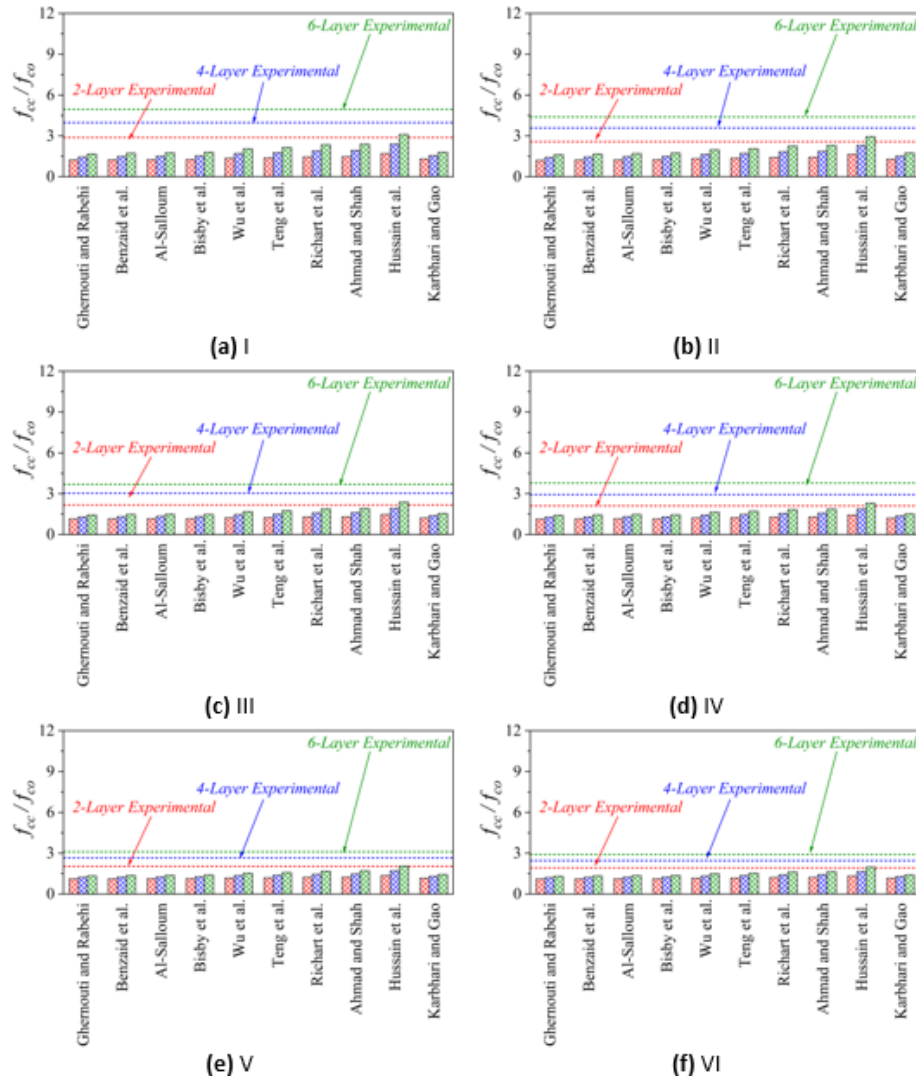 12
9
6
3
0
fcc / fco
6-Layer Experimental
4-Layer Experimental
2-Layer Experimental
Ghernouti and Rabehi
Benzaid et al.
Al-Salloum
Bisby et al.
Wu et al.
Teng et al.
Richart et al.
Ahmad and Shah
Hussain et al.
Karbhari and Gao
(a) I
12
9
6
3
0
fcc / fco
6-Layer Experimental
4-Layer Experimental
2-Layer Experimental
Ghernouti and Rabehi
Benzaid et al.
Al-Salloum
Bisby et al.
Wu et al.
Teng et al.
Richart et al.
Ahmad and Shah
Hussain et al.
Karbhari and Gao
(b) II
12
9
6
3
0
fcc / fco
6-Layer Experimental
4-Layer Experimental
2-Layer Experimental
Ghernouti and Rabehi
Benzaid et al.
Al-Salloum
Bisby et al.
Wu et al.
Teng et al.
Richart et al.
Ahmad and Shah
Hussain et al.
Karbhari and Gao
(c) III
12
9
6
3
0
fcc / fco
6-Layer Experimental
4-Layer Experimental
2-Layer Experimental
Ghernouti and Rabehi
Benzaid et al.
Al-Salloum
Bisby et al.
Wu et al.
Teng et al.
Richart et al.
Ahmad and Shah
Hussain et al.
Karbhari and Gao
(d) IV
12
9
6
3
0
fcc / fco
6-Layer Experimental
4-Layer Experimental
2-Layer Experimental
Ghernouti and Rabehi
Benzaid et al.
Al-Salloum
Bisby et al.
Wu et al.
Teng et al.
Richart et al.
Ahmad and Shah
Hussain et al.
Karbhari and Gao
(e) V
12
9
6
3
0
fcc / fco
6-Layer Experimental
4-Layer Experimental
2-Layer Experimental
Ghernouti and Rabehi
Benzaid et al.
Al-Salloum
Bisby et al.
Wu et al.
Teng et al.
Richart et al.
Ahmad and Shah
Hussain et al.
Karbhari and Gao
(f) VI